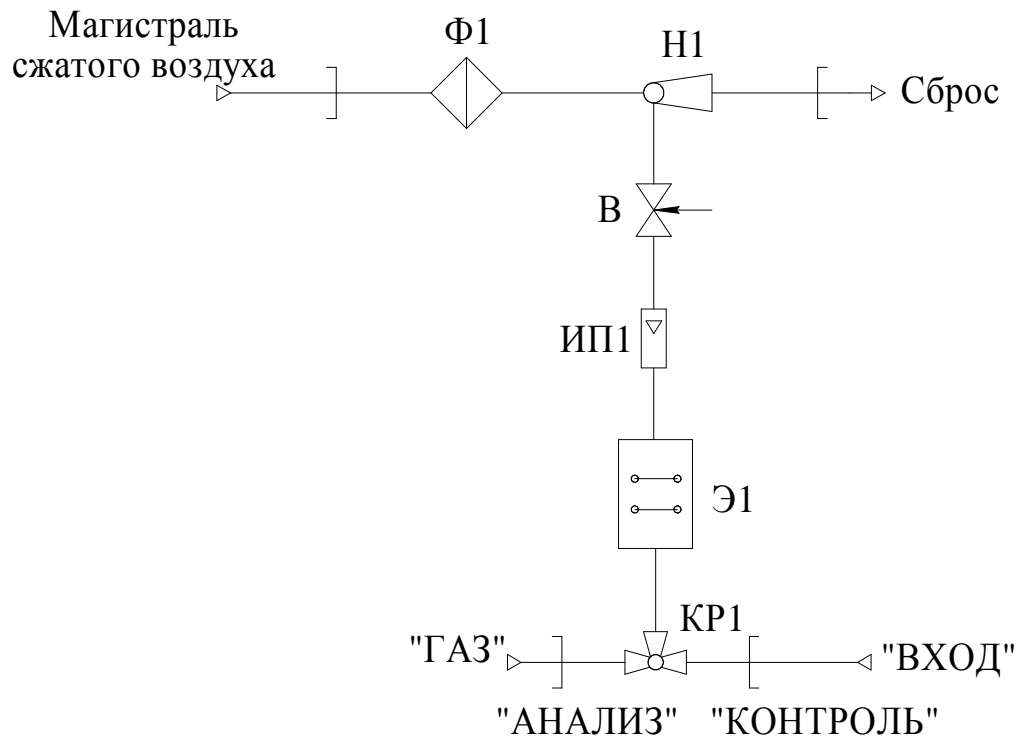 Магистраль
сжатого воздуха
Ф1
Н1
Сброс
В
ИП1
Э1
КР1
"ГАЗ"
"ВХОД"
"АНАЛИЗ"
"КОНТРОЛЬ"